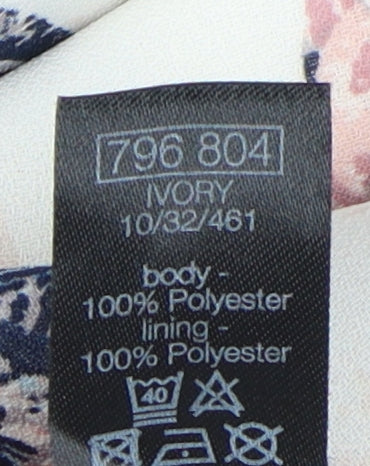 796 804
IVORY
10/32/461
body -
100% Polyester
lining -
100% Polyester
40